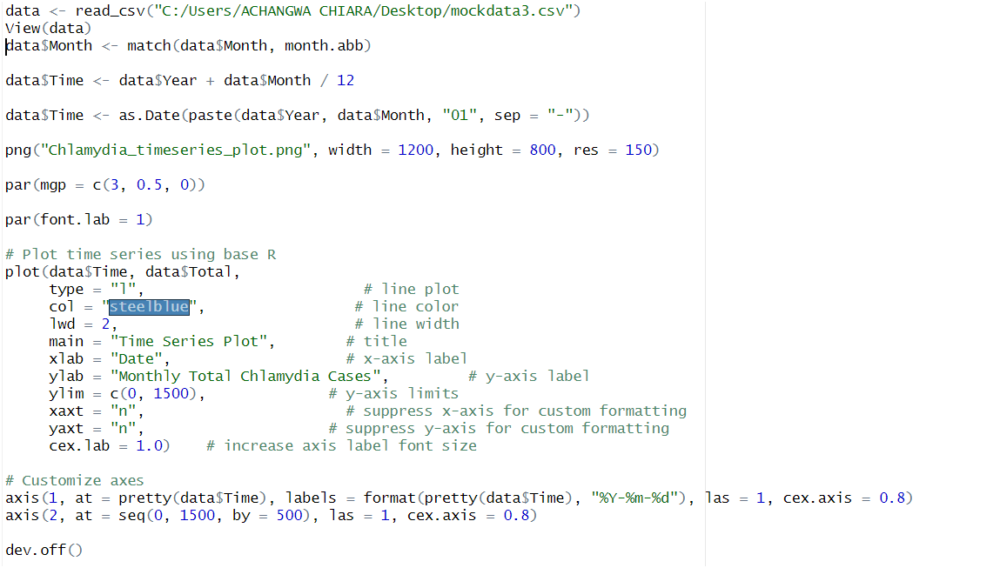 data <- read_csv("C:/Users/ACHANGWA CHIARA/Desktop/mockdata3.csv")
View(data)
data$Month <- match(data$Month, month.abb)
data$Time <- data$Year + data$Month / 12
data$Time <- as.Date(paste(data$Year, data$Month, "01", sep = "-"))
png("Chlamydia_timeseries_plot.png", width = 1200, height = 800, res = 150)
par(mgp = c(3, 0.5, 0))
par(font.lab = 1)
# Plot time series using base R
plot(data$Time, data$Total,
     type = "l",                         # line plot
     col = "steelblue",                 # line color
     lwd = 2,                           # line width
     main = "Time Series Plot",        # title
     xlab = "Date",                    # x-axis label
     ylab = "Monthly Total Chlamydia Cases",         # y-axis label
     ylim = c(0, 1500),              # y-axis limits
     xaxt = "n",                       # suppress x-axis for custom formatting
     yaxt = "n",                     # suppress y-axis for custom formatting
     cex.lab = 1.0)    # increase axis label font size
# Customize axes
axis(1, at = pretty(data$Time), labels = format(pretty(data$Time), "%Y-%m-%d"), las = 1, cex.axis = 0.8)
axis(2, at = seq(0, 1500, by = 500), las = 1, cex.axis = 0.8)
dev.off()